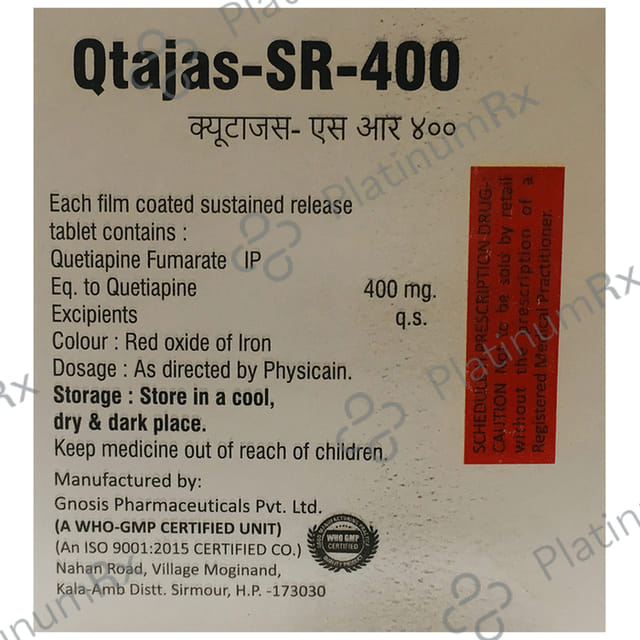 Qtajas-SR-400
क्यूटाजस- एस आर ४००
Each film coated sustained release
tablet contains :
Quetiapine Fumarate IP
Eq. to Quetiapine 400 mg.
Excipients q.s.
Colour : Red oxide of Iron
Dosage : As directed by Physicain.
Storage : Store in a cool,
dry & dark place.
Keep medicine out of reach of children.
Manufactured by:
Gnosis Pharmaceuticals Pvt. Ltd.
(A WHO-GMP CERTIFIED UNIT)
(An ISO 9001:2015 CERTIFIED CO.)
Nahan Road, Village Moginand,
Kala-Amb Distt. Sirmour, H.P. -173030
WHO GMP
CERTIFIED
PRESCRIPTION DRUG-
CAUTION Not to be sold by retail
without the prescription of a
Registered Medical Practitioner.
PlatinumRx
PlatinumRx
PlatinumRx
PlatinumRx